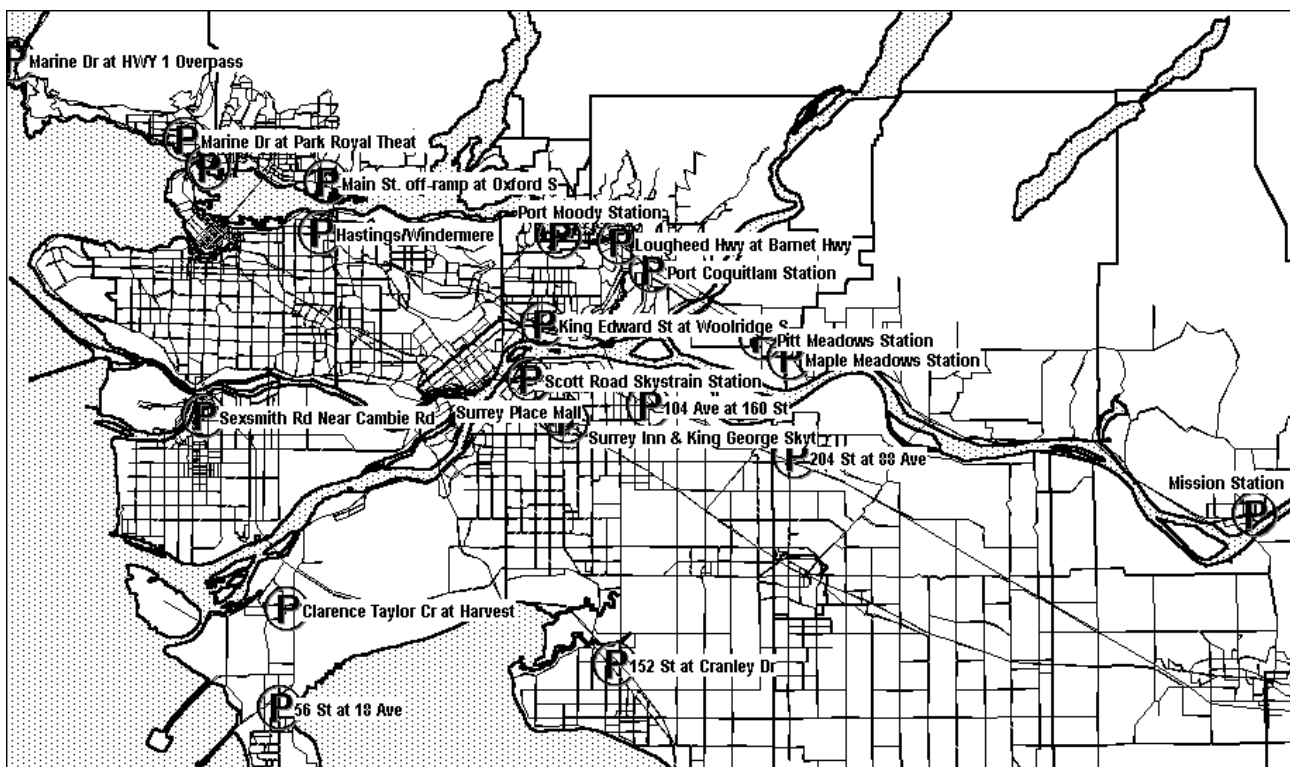 Marine Dr at HWY 1 Overpass
P
Marine Dr at Park Royal Theat
P
P
P
Main St. off-ramp at Oxford S
Port Moody Station
P
Hastings/Windermere
P
P
Lougheed Hwy at Barnet Hwy
P
Port Coquitlam Station
P
King Edward St at Woolridge S
Pitt Meadows Station
Maple Meadows Station
P
Scott Road Skystrain Station
P
Sexsmith Rd Near Cambie Rd
Surrey Place Mall
P
104 Ave at 160 St
Surrey Inn & King George Skyt
P
204 St at 88 Ave
Mission Station
P
P
Clarence Taylor Cr at Harvest
P
152 St at Cranley Dr
P
56 St at 18 Ave